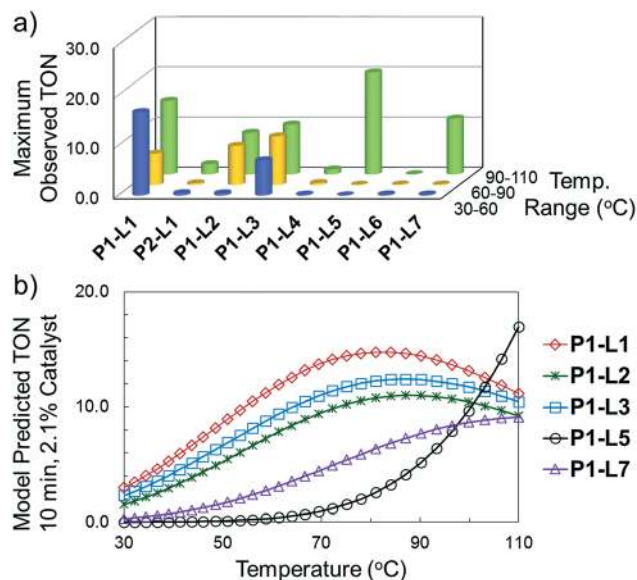 a)
Maximum
Observed TON
30.0
20.0
10.0
0.0
P1-L1
P2-L1
P1-L2
P1-L3
P1-L4
P1-L5
P1-L6
P1-L7
90-110
60-90
30-60
Temp.
Range (°C)
b)
Model Predicted TON
10 min, 2.1% Catalyst
20.0
10.0
0.0
30
50
70
90
110
Temperature (°C)
P1-L1
P1-L2
P1-L3
P1-L5
P1-L7